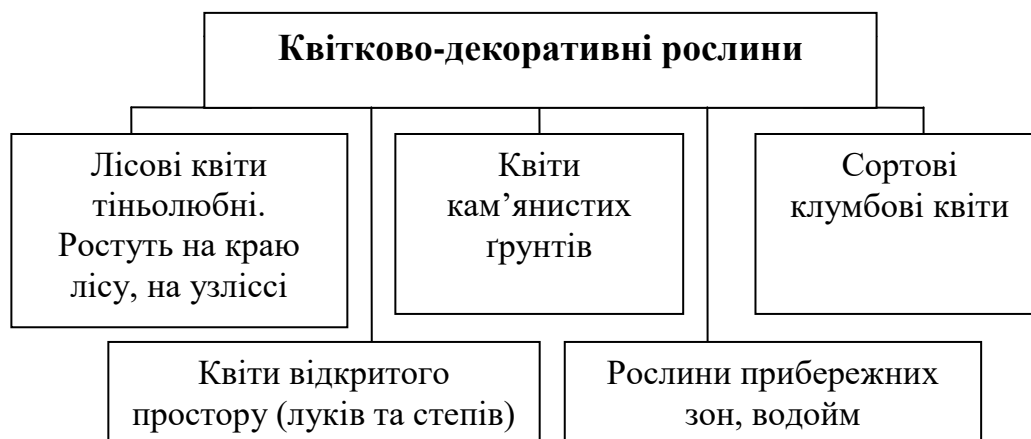 Квітково-декоративні рослини
Лісові квіти
тіньолюбні.
Ростуть на краю
лісу, на узліссі
Квіти
кам’янистих
ґрунтів
Сортові
клумбові квіти
Квіти відкритого
простору (луків та степів)
Рослини прибережних
зон, водойм